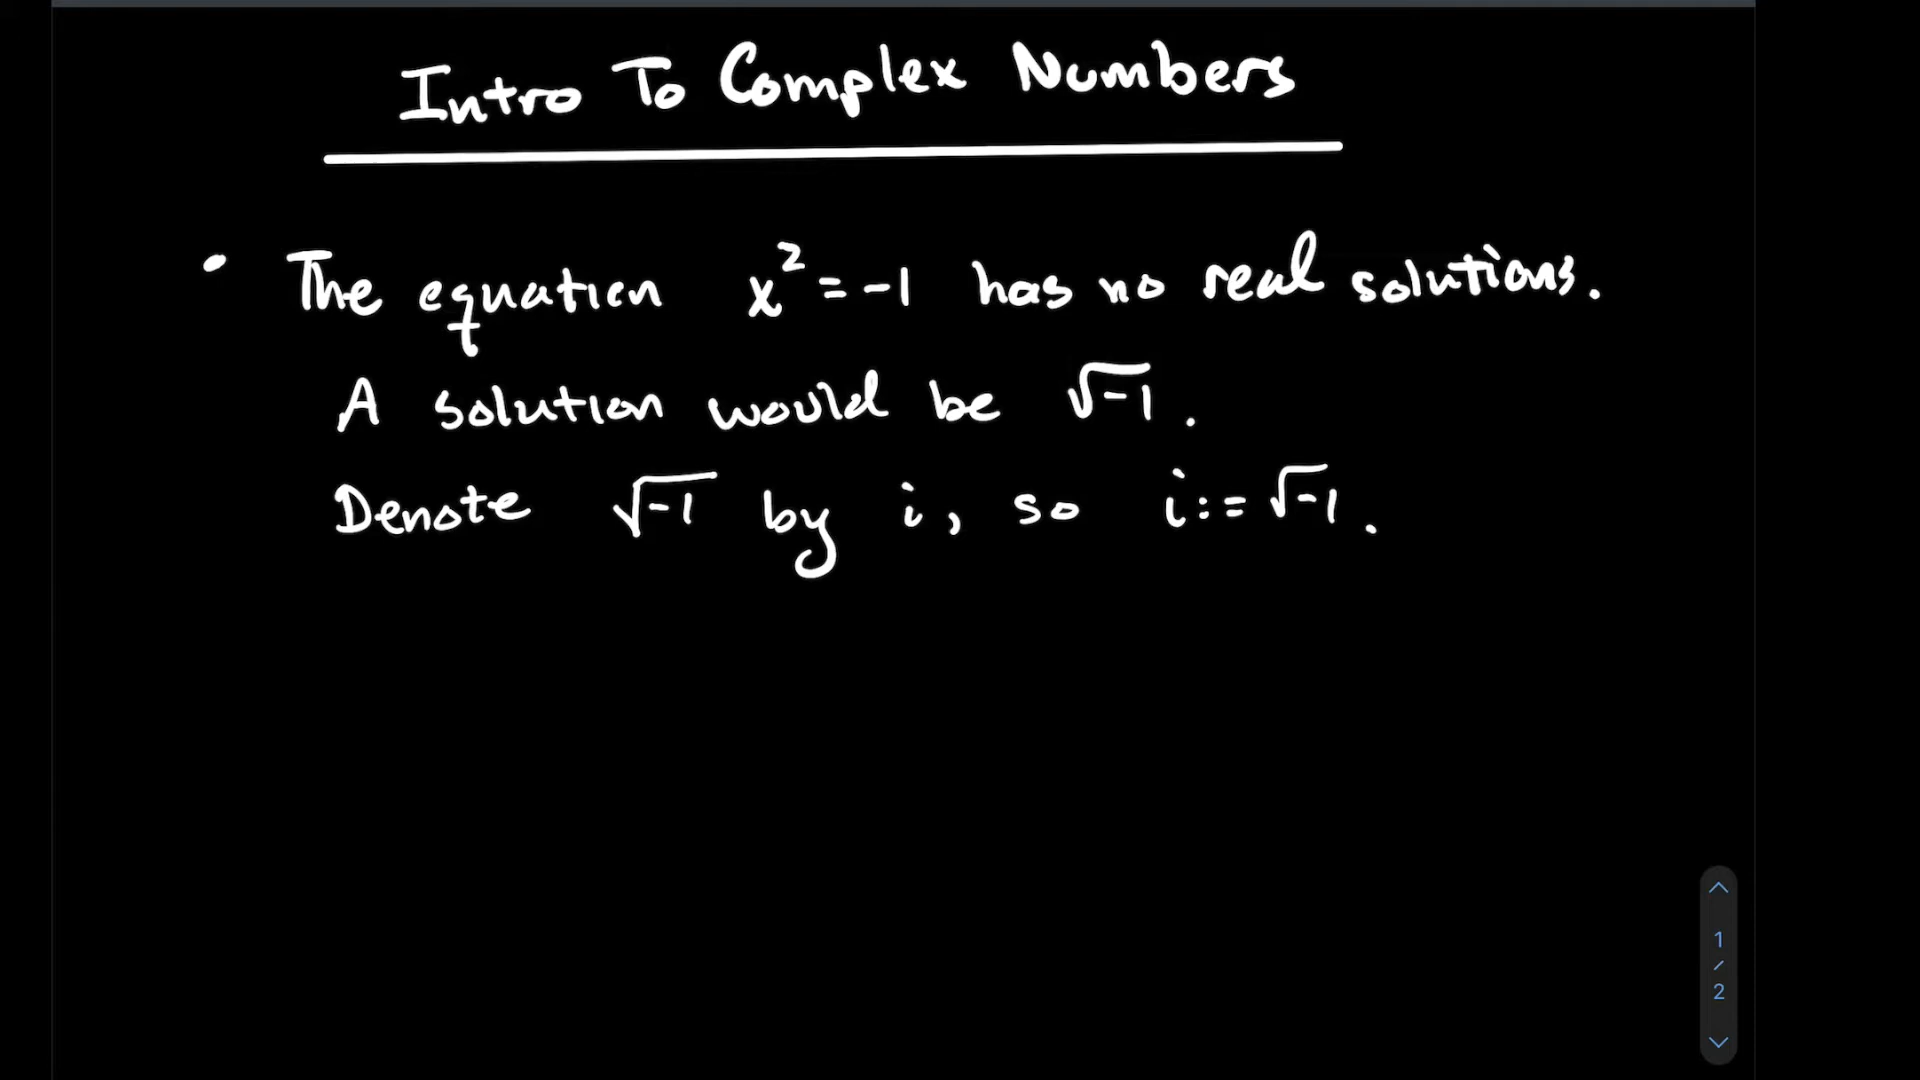 Intro To Complex Numbers
• The equation x² = -1 has no real solutions.
A solution would be √-1.
Denote √-1 by i, so i := √-1.
1
/
2